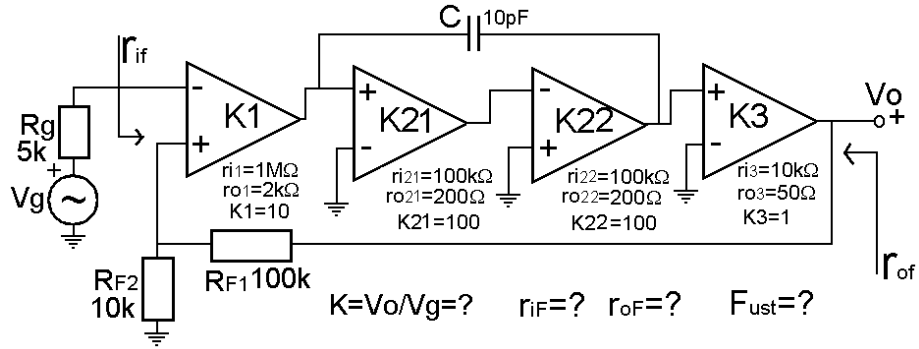 C 10pF
rif
Rg
5k
+
Vg
~
-
+
K1
+
-
K21
-
+
K22
+
-
K3
Vo
+
ri1=1MΩ
ro1=2kΩ
K1=10
ri21=100kΩ
ro21=200Ω
K21=100
ri22=100kΩ
ro22=200Ω
K22=100
ri3=10kΩ
ro3=50Ω
K3=1
rof
RF2
10k
RF1 100k
K=Vo/Vg=? riF=? roF=? Fust=?